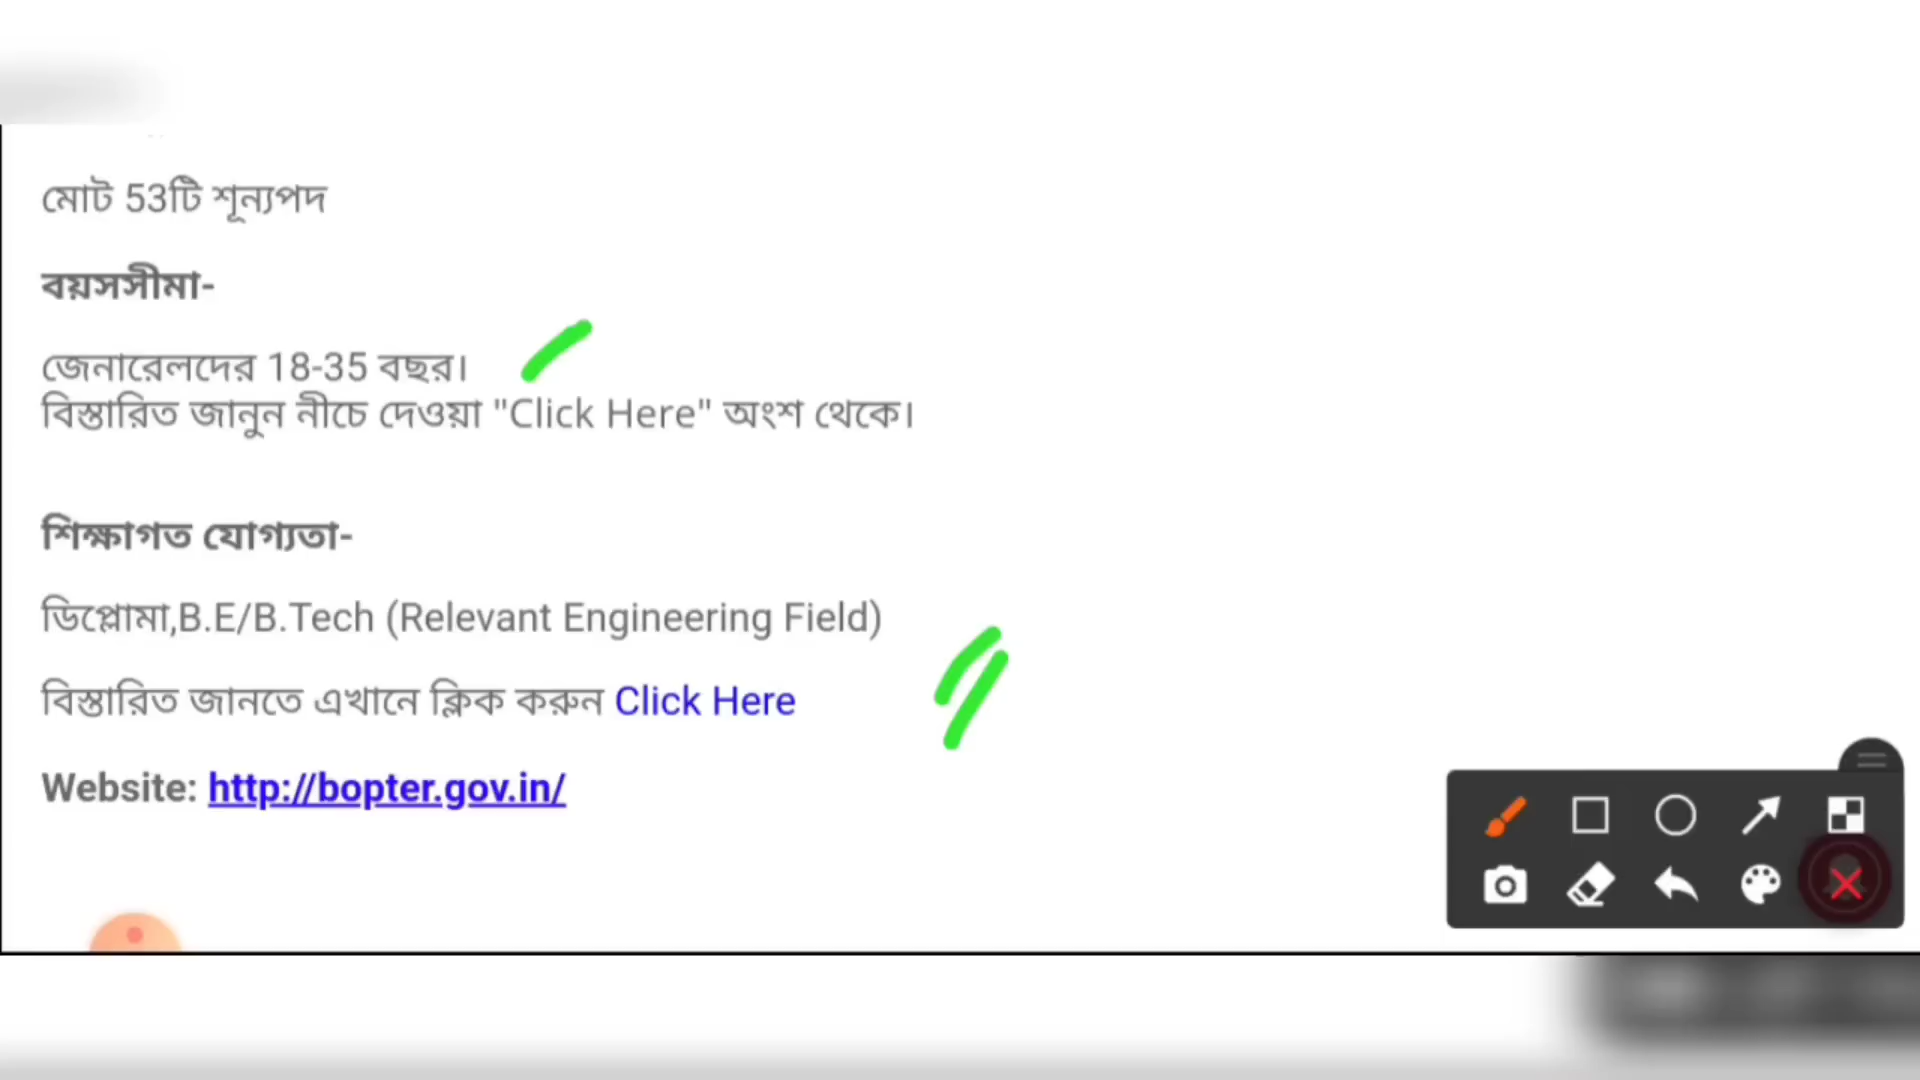 মোট 53টি শূন্যপদ
বয়সসীমা-
জেনারেলদের 18-35 বছর।
বিস্তারিত জানুন নীচে দেওয়া "Click Here" অংশ থেকে।
শিক্ষাগত যোগ্যতা-
ডিপ্লোমা,B.E/B.Tech (Relevant Engineering Field)
বিস্তারিত জানতে এখানে ক্লিক করুন Click Here
Website: http://bopter.gov.in/